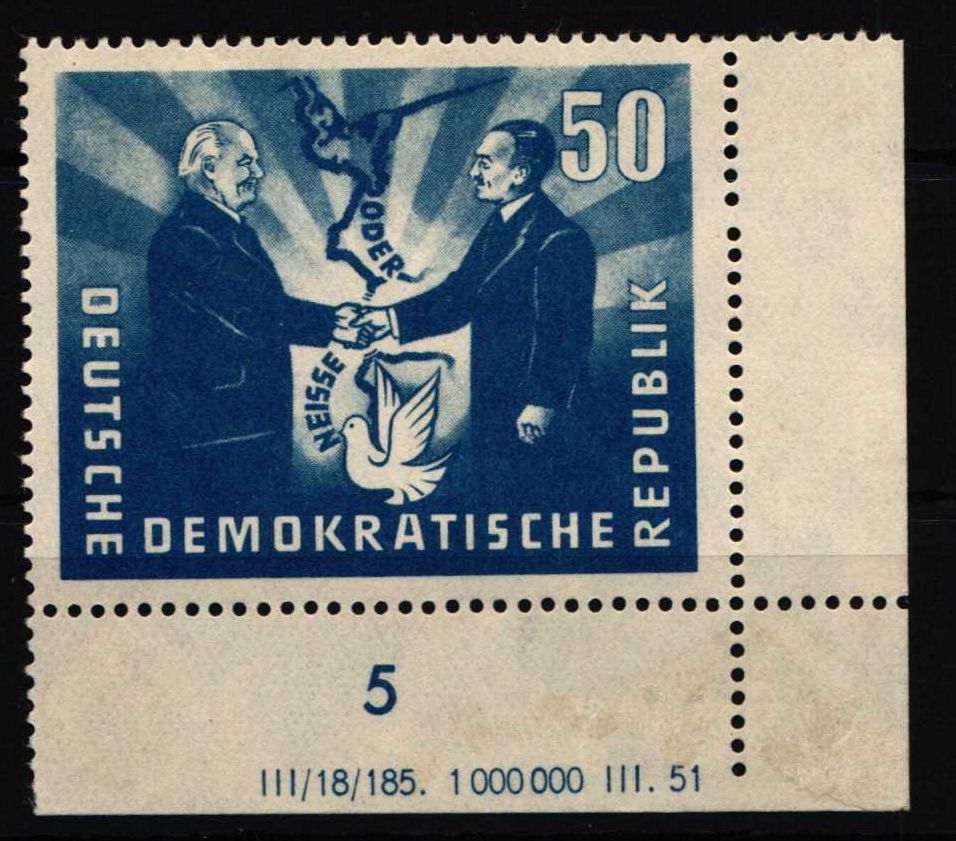 50
ODER
NEISSE
DEUTSCHE
DEMOKRATISCHE
REPUBLIK
5
III/18/185. 1000000 III. 51